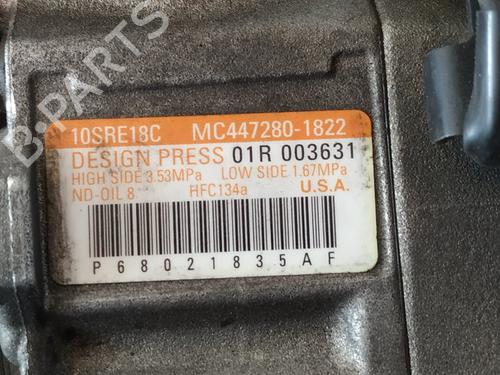 B-PARTS
10SRE18C MC447280-1822
DESIGN PRESS 01R 003631
HIGH SIDE 3.53MPa LOW SIDE 1.67MPa
ND-OIL 8 HFC134a U.S.A.
P68021835AF